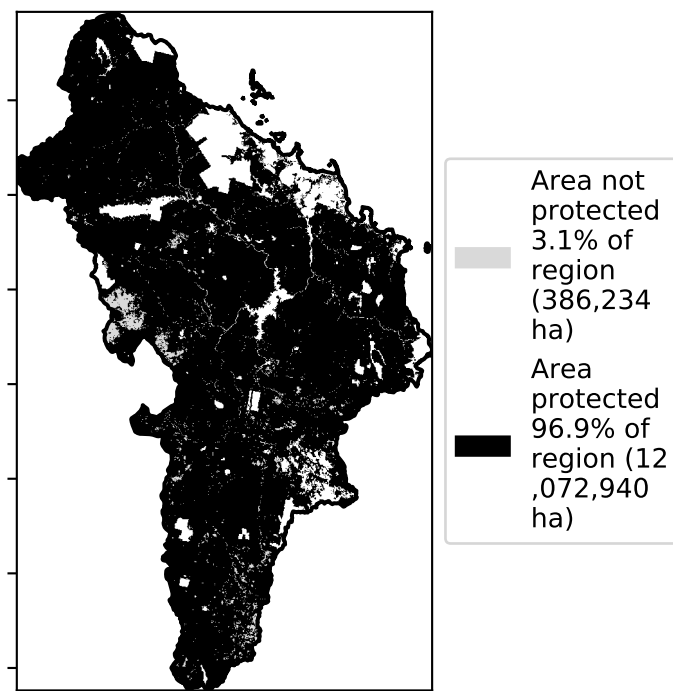 Area not
protected
3.1% of
region
(386,234
ha)
Area
protected
96.9% of
region (12
,072,940
ha)